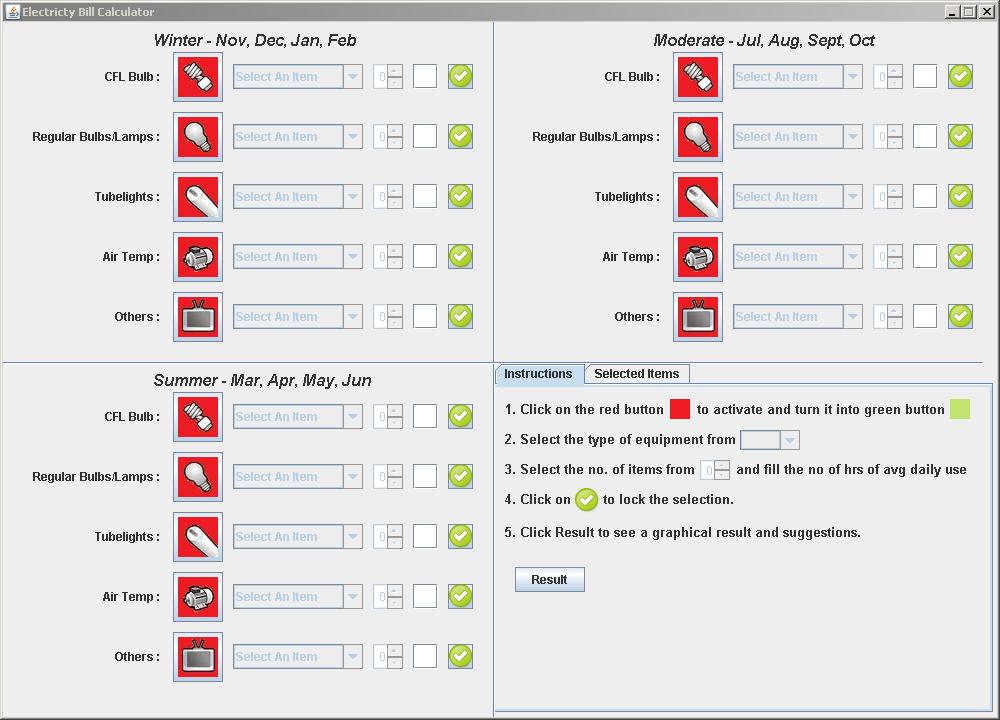 Electricty Bill Calculator
Winter - Nov, Dec, Jan, Feb
CFL Bulb : Select An Item 0
Regular Bulbs/Lamps : Select An Item 0
Tubelights : Select An Item 0
Air Temp : Select An Item 0
Others : Select An Item 0
Moderate - Jul, Aug, Sept, Oct
CFL Bulb : Select An Item 0
Regular Bulbs/Lamps : Select An Item 0
Tubelights : Select An Item 0
Air Temp : Select An Item 0
Others : Select An Item 0
Summer - Mar, Apr, May, Jun
CFL Bulb : Select An Item 0
Regular Bulbs/Lamps : Select An Item 0
Tubelights : Select An Item 0
Air Temp : Select An Item 0
Others : Select An Item 0
Instructions Selected Items
1. Click on the red button to activate and turn it into green button
2. Select the type of equipment from
3. Select the no. of items from 0 and fill the no of hrs of avg daily use
4. Click on to lock the selection.
5. Click Result to see a graphical result and suggestions.
Result